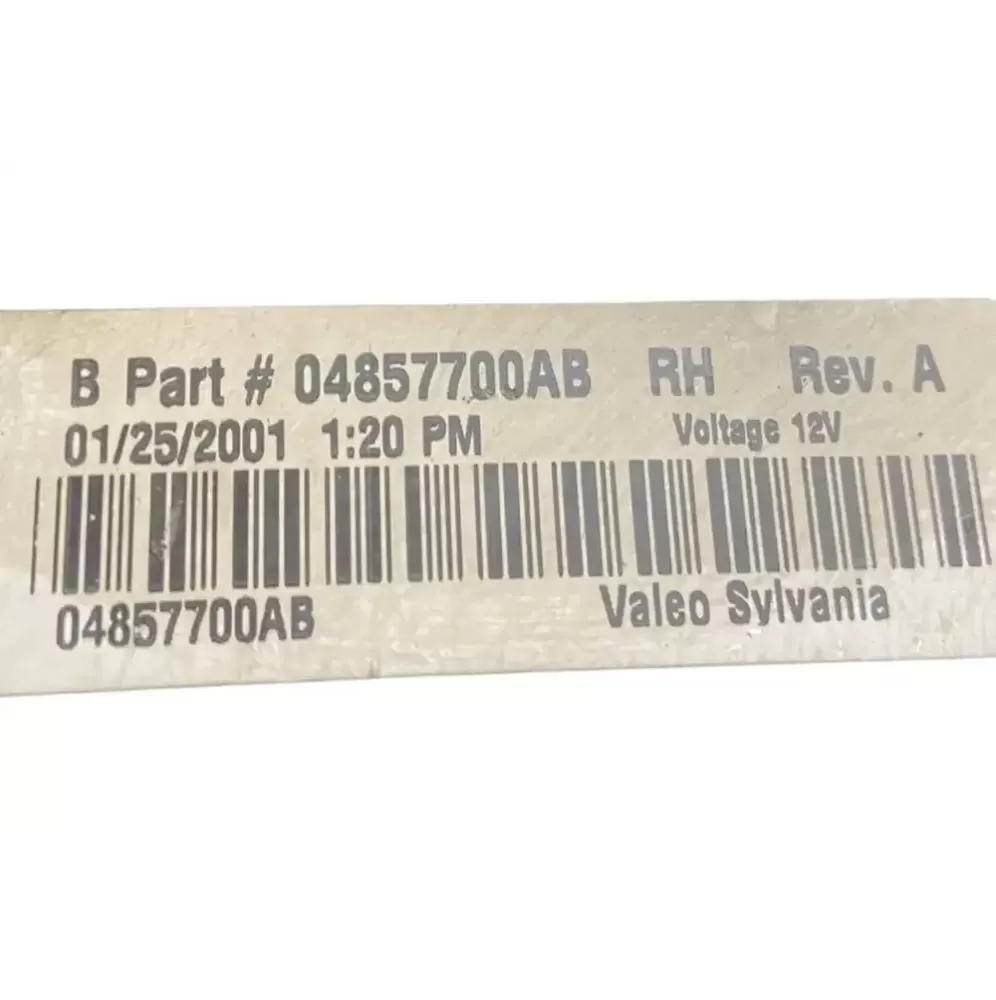 B Part # 04857700AB RH Rev. A
01/25/2001 1:20 PM Voltage 12V
04857700AB Valeo Sylvania